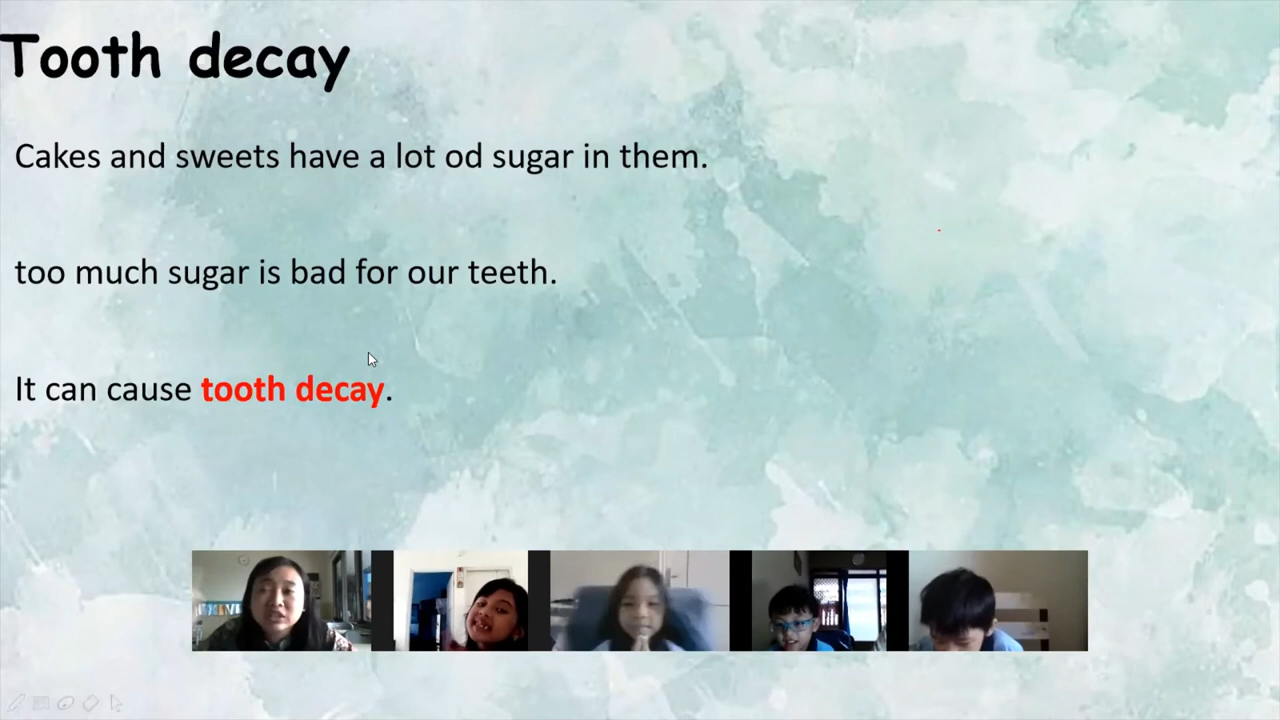 Tooth decay
Cakes and sweets have a lot od sugar in them.
too much sugar is bad for our teeth.
It can cause tooth decay.